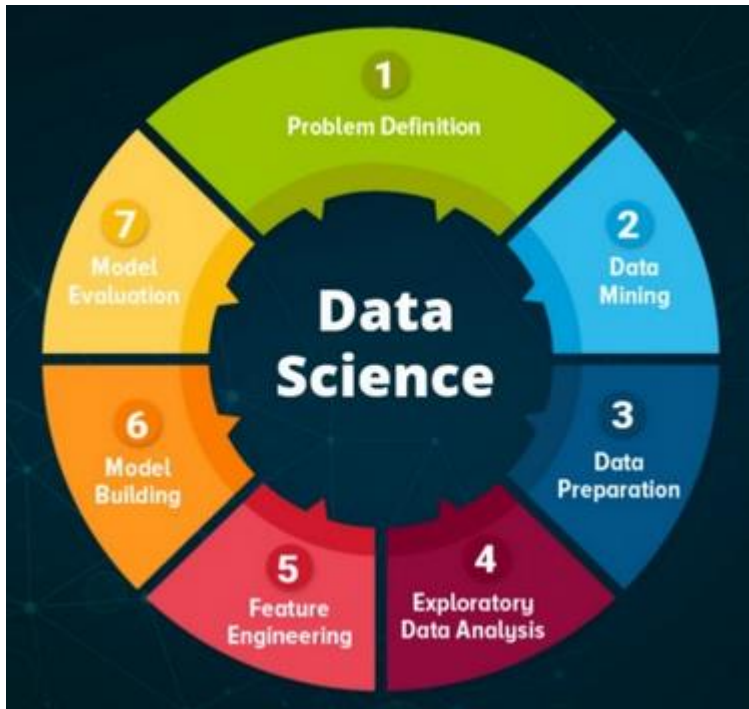 1
Problem Definition
2
Data
Mining
3
Data
Preparation
4
Exploratory
Data Analysis
5
Feature
Engineering
6
Model
Building
7
Model
Evaluation
Data
Science